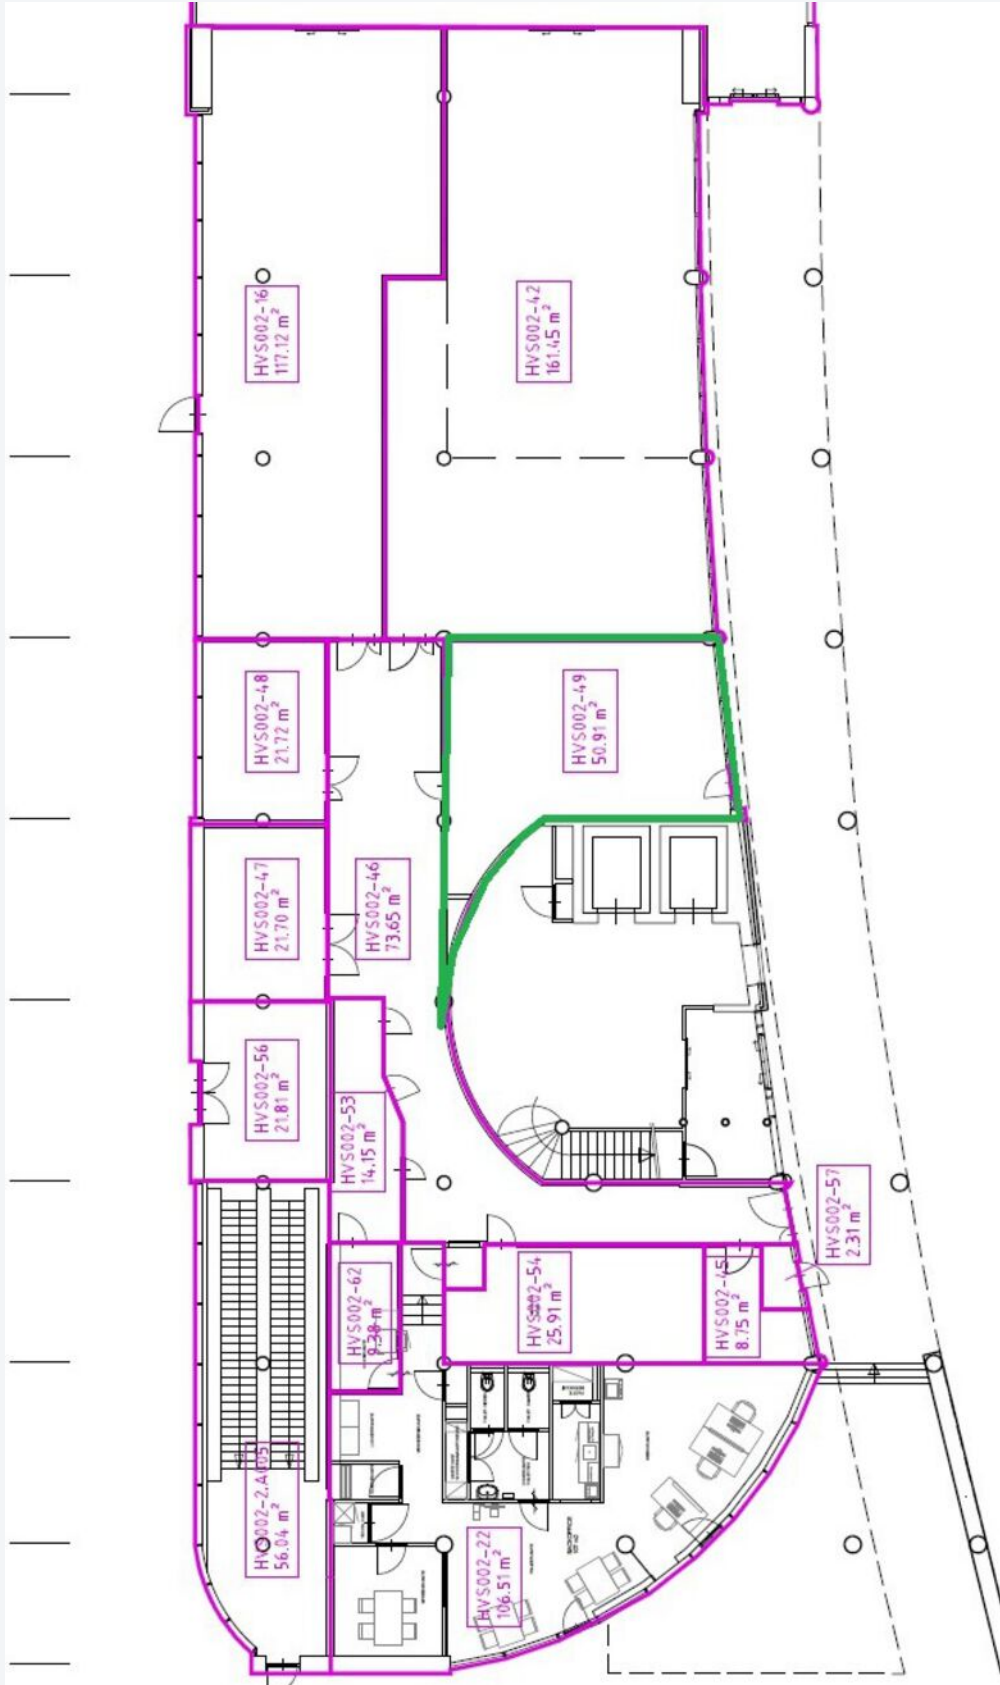 HVS002-16
117.12 m²
HVS002-42
161.45 m²
HVS002-48
21.72 m²
HVS002-49
50.91 m²
HVS002-47
21.70 m²
HVS002-46
73.65 m²
HVS002-56
21.81 m²
HVS002-53
14.15 m²
HVS002-57
2.31 m²
HVS002-62
9.38 m²
HVS002-54
25.91 m²
HVS002-45
8.75 m²
56.04 m²
HVS002-22
106.51 m²
BACKOFFICE